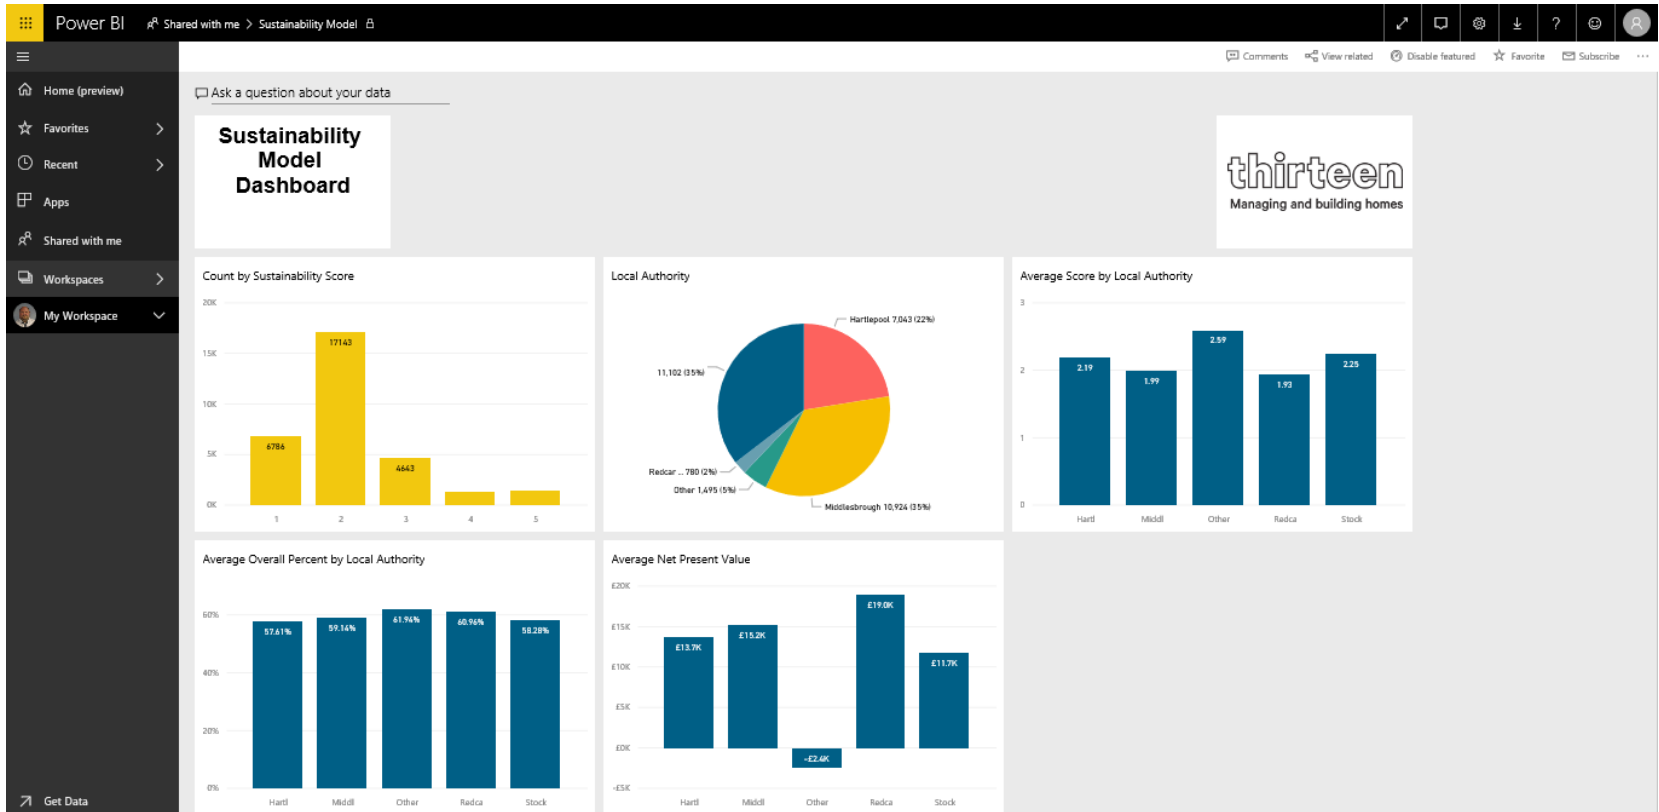 Power BI
Shared with me > Sustainability Model
?
Comments
View related
Disable featured
Favorite
Subscribe
...
Home (preview)
Favorites
Recent
Apps
Shared with me
Workspaces
My Workspace
Get Data
Ask a question about your data
Sustainability
Model
Dashboard
thirteen
Managing and building homes
Count by Sustainability Score
20K
15K
10K
5K
0K
6786
17143
4643
1
2
3
4
5
Local Authority
Hartlepool 7,043 (22%)
11,102 (35%)
Redcar ... 780 (2%)
Other 1,495 (5%)
Middlesbrough 10,924 (35%)
Average Score by Local Authority
3
2
1
0
2.19
1.99
2.59
1.93
2.25
Hartl
Middl
Other
Redca
Stock
Average Overall Percent by Local Authority
60%
40%
20%
0%
57.61%
59.14%
61.94%
60.96%
58.28%
Hartl
Middl
Other
Redca
Stock
Average Net Present Value
£20K
£15K
£10K
£5K
£0K
-£5K
£13.7K
£15.2K
-£2.4K
£19.0K
£11.7K
Hartl
Middl
Other
Redca
Stock